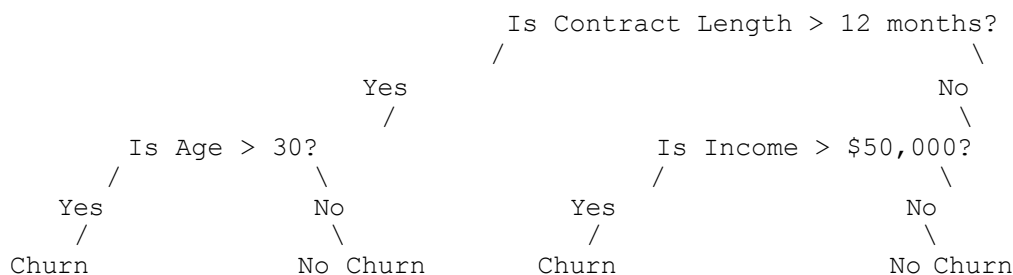 Is Contract Length > 12 months?
/ \
Yes No
/ \
Is Age > 30? Is Income > $50,000?
/ \ / \
Yes No Yes No
/ \ / \
Churn No Churn Churn No Churn